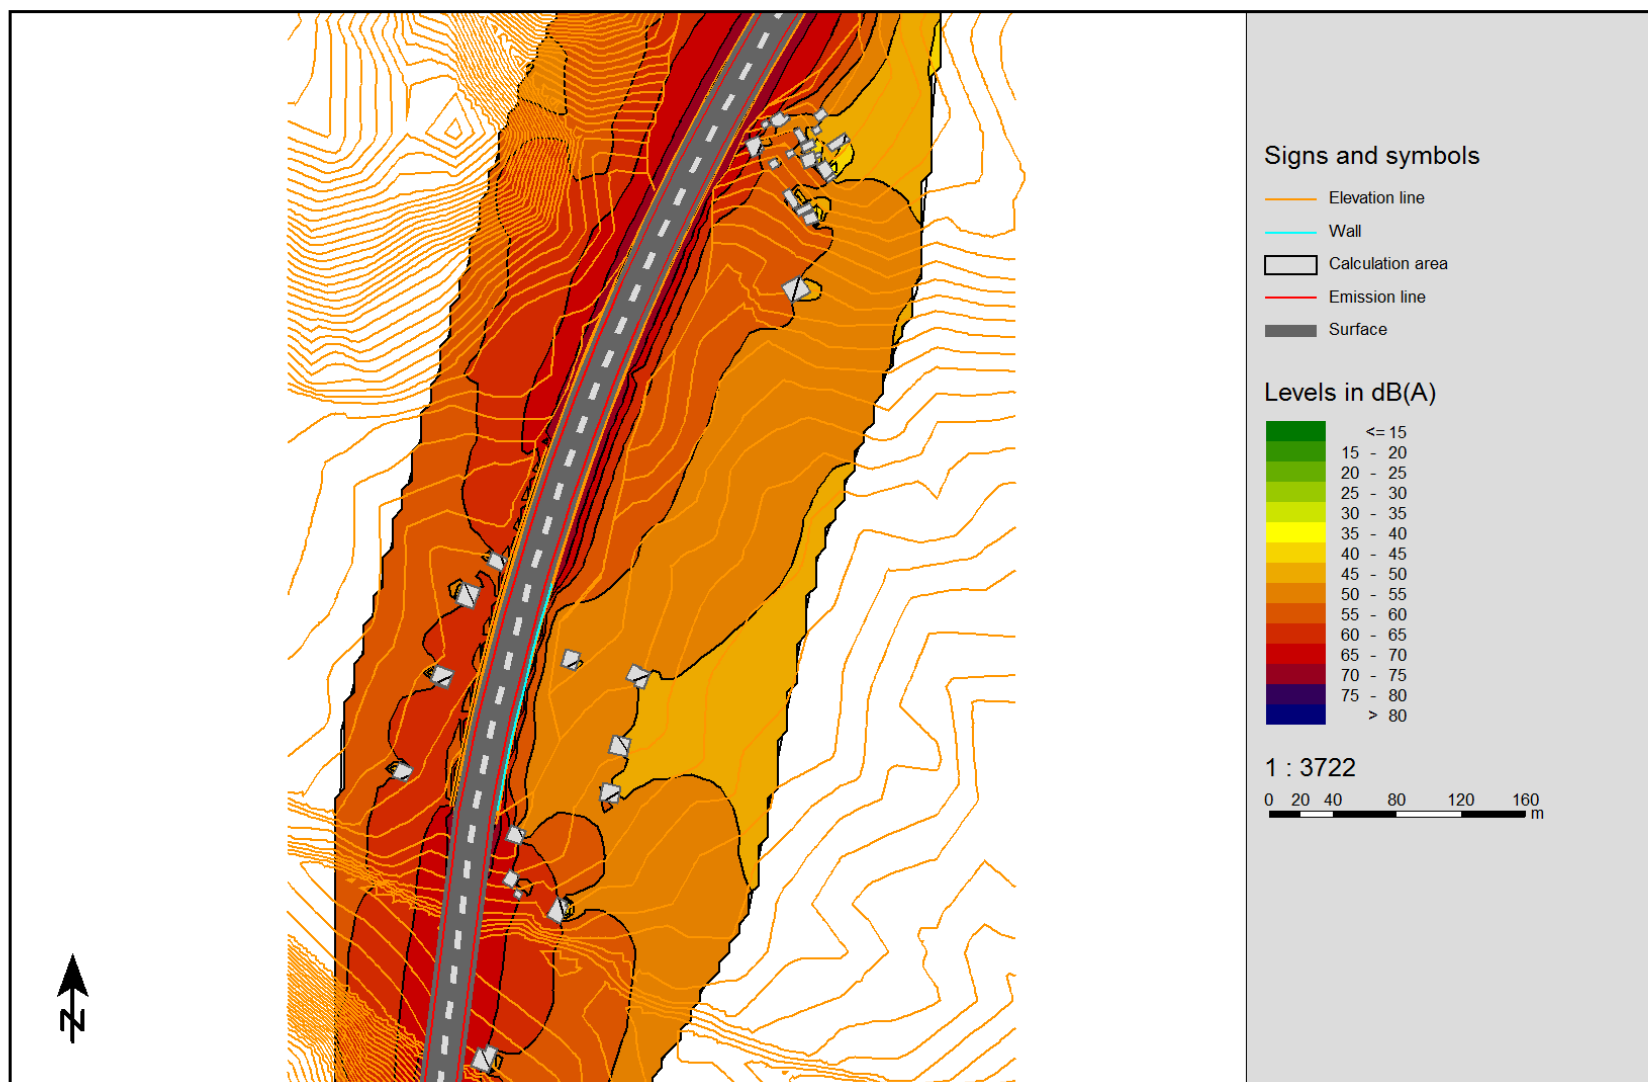 Signs and symbols
Elevation line
Wall
Calculation area
Emission line
Surface
Levels in dB(A)
<= 15
15 - 20
20 - 25
25 - 30
30 - 35
35 - 40
40 - 45
45 - 50
50 - 55
55 - 60
60 - 65
65 - 70
70 - 75
75 - 80
> 80
1 : 3722
0 20 40 80 120 160
m
N